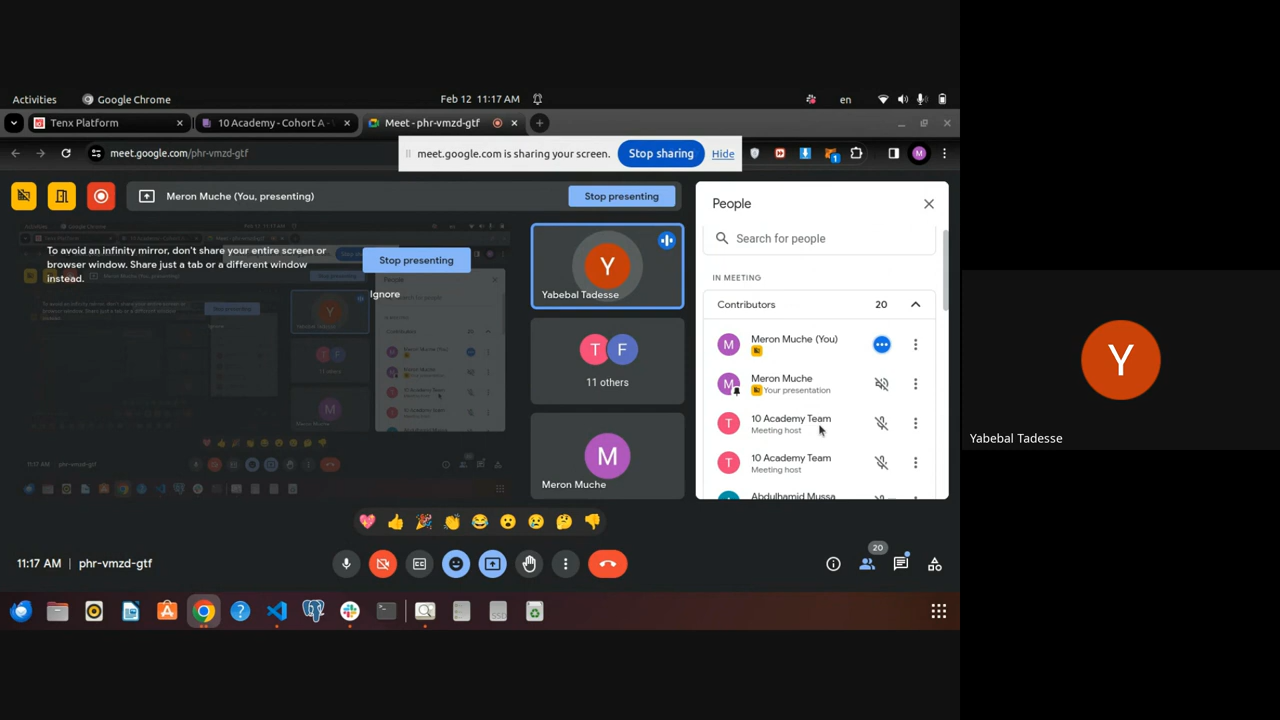 Activities
Google Chrome
Feb 12 11:17 AM
en
Tenx Platform
10 Academy - Cohort A -
Meet - phr-vmzd-gtf
meet.google.com/phr-vmzd-gtf
meet.google.com is sharing your screen.
Stop sharing
Hide
M
1
Meron Muche (You, presenting)
Stop presenting
To avoid an infinity mirror, don't share your entire screen or
browser window. Share just a tab or a different window
instead.
Stop presenting
Ignore
Y
Yabebal Tadesse
T
F
11 others
M
Meron Muche
People
Search for people
IN MEETING
Contributors
20
M
Meron Muche (You)
M
Meron Muche
Your presentation
T
10 Academy Team
Meeting host
T
10 Academy Team
Meeting host
Abdulhamid Mussa
11:17 AM | phr-vmzd-gtf
20
Y
Yabebal Tadesse